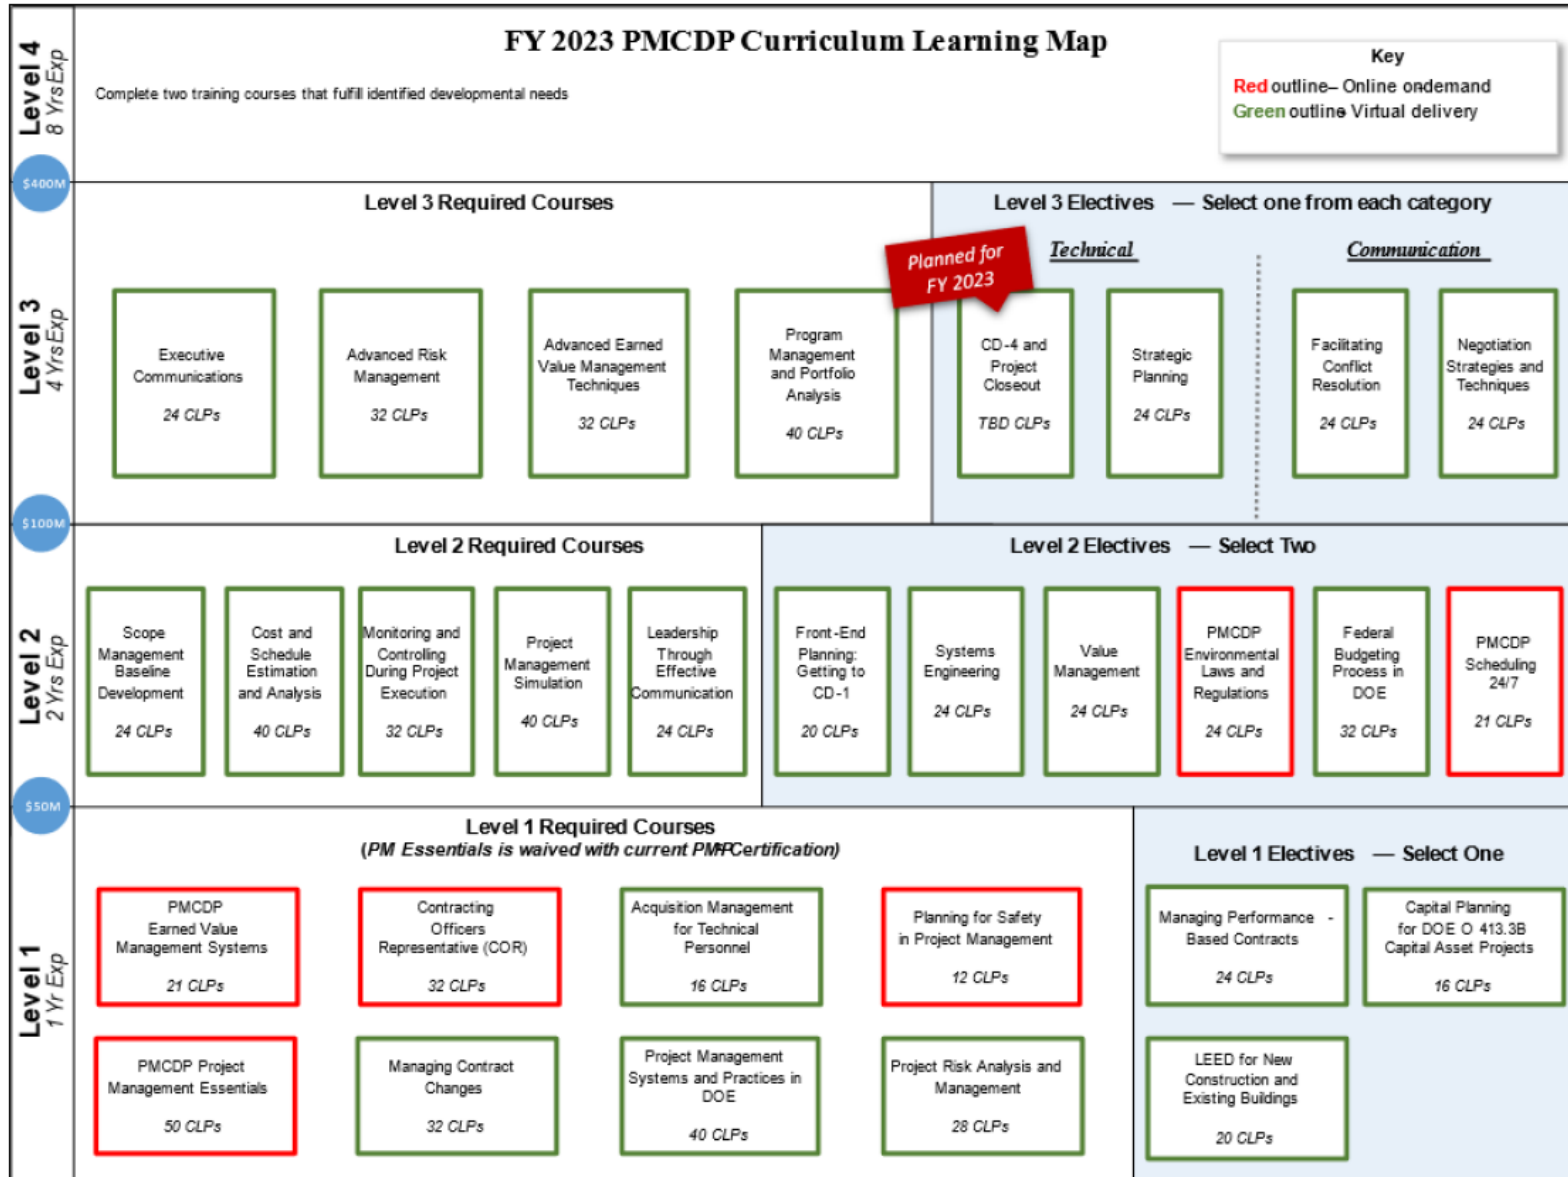 FY 2023 PMCDP Curriculum Learning Map
Level 4
8 YrsExp
Complete two training courses that fulfill identified developmental needs
Key
Red outline– Online ondemand
Green outline Virtual delivery
$400M
Level 3
4 YrsExp
Level 3 Required Courses
Executive
Communications
24 CLPs
Advanced Risk
Management
32 CLPs
Advanced Earned
Value Management
Techniques
32 CLPs
Program
Management
and Portfolio
Analysis
40 CLPs
Level 3 Electives — Select one from each category
Planned for
FY 2023
Technical
CD-4 and
Project
Closeout
TBD CLPs
Strategic
Planning
24 CLPs
Communication
Facilitating
Conflict
Resolution
24 CLPs
Negotiation
Strategies and
Techniques
24 CLPs
$100M
Level 2
2 Yrs Exp
Level 2 Required Courses
Scope
Management
Baseline
Development
24 CLPs
Cost and
Schedule
Estimation
and Analysis
40 CLPs
Monitoring and
Controlling
During Project
Execution
32 CLPs
Project
Management
Simulation
40 CLPs
Leadership
Through
Effective
Communication
24 CLPs
Level 2 Electives — Select Two
Front-End
Planning:
Getting to
CD-1
20 CLPs
Systems
Engineering
24 CLPs
Value
Management
24 CLPs
PMCDP
Environmental
Laws and
Regulations
24 CLPs
Federal
Budgeting
Process in
DOE
32 CLPs
PMCDP
Scheduling
24/7
21 CLPs
$50M
Level 1
1 Yr Exp
Level 1 Required Courses
(PM Essentials is waived with current PMP Certification)
PMCDP
Earned Value
Management Systems
21 CLPs
Contracting
Officers
Representative (COR)
32 CLPs
Acquisition Management
for Technical
Personnel
16 CLPs
Planning for Safety
in Project Management
12 CLPs
PMCDP Project
Management Essentials
50 CLPs
Managing Contract
Changes
32 CLPs
Project Management
Systems and Practices in
DOE
40 CLPs
Project Risk Analysis and
Management
28 CLPs
Level 1 Electives — Select One
Managing Performance -
Based Contracts
24 CLPs
Capital Planning
for DOE O 413.3B
Capital Asset Projects
16 CLPs
LEED for New
Construction and
Existing Buildings
20 CLPs